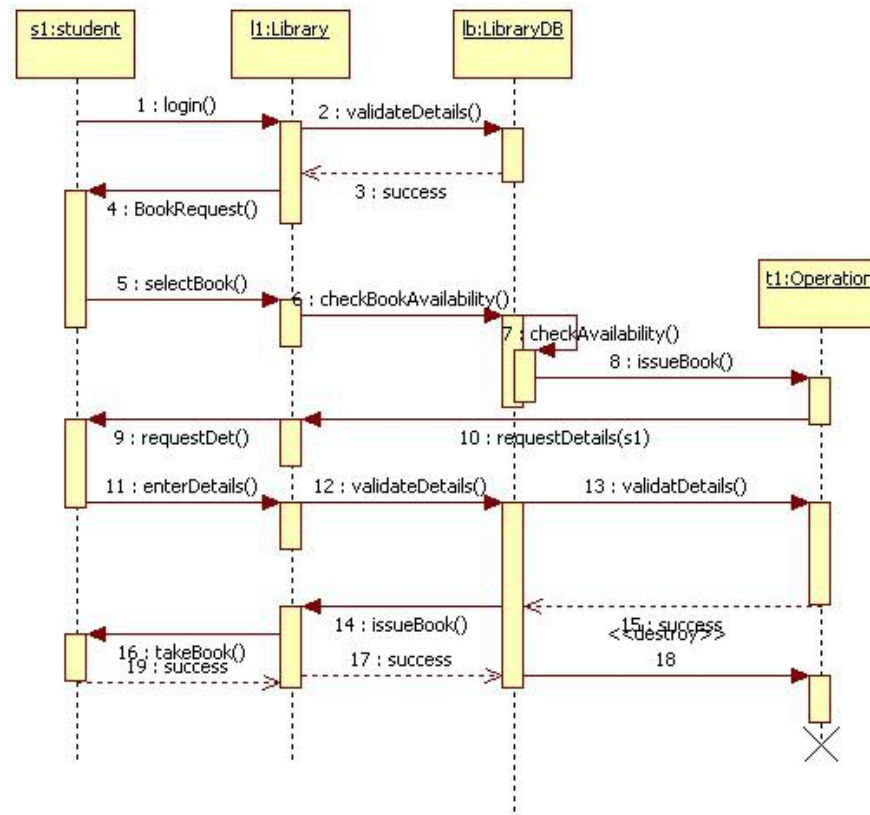 s1:student
l1:Library
lb:LibraryDB
1 : login()
2 : validateDetails()
3 : success
4 : BookRequest()
t1:Operation
5 : selectBook()
6 : checkBookAvailability()
7 : checkAvailability()
8 : issueBook()
9 : requestDet()
10 : requestDetails(s1)
11 : enterDetails()
12 : validateDetails()
13 : validatDetails()
14 : issueBook()
15 : success
<<destroy>>
16 : takeBook()
17 : success
18
19 : success